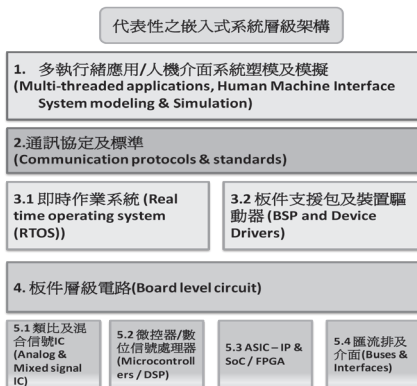 代表性之嵌入式系統層級架構
1. 多執行緒應用/人機介面系統塑模及模擬
(Multi-threaded applications, Human Machine Interface
System modeling & Simulation)
2.通訊協定及標準
(Communication protocols & standards)
3.1 即時作業系統 (Real
time operating system
(RTOS))
3.2 板件支援包及裝置驅
動器 (BSP and Device
Drivers)
4. 板件層級電路(Board level circuit)
5.1 類比及混
合信號IC
(Analog &
Mixed signal
IC)
5.2 微控器/數
位信號處理器
(Microcontroll
ers / DSP)
5.3 ASIC – IP &
SoC / FPGA
5.4 匯流排及
介面(Buses &
Interfaces)